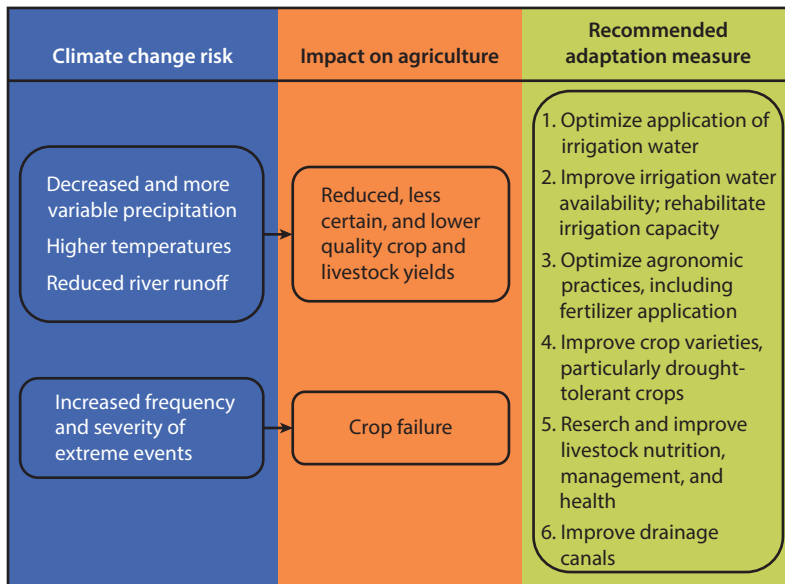 Climate change risk
Impact on agriculture
Recommended
adaptation measure
Decreased and more
variable precipitation
Higher temperatures
Reduced river runoff
Reduced, less
certain, and lower
quality crop and
livestock yields
Increased frequency
and severity of
extreme events
Crop failure
1. Optimize application of
irrigation water
2. Improve irrigation water
availability; rehabilitate
irrigation capacity
3. Optimize agronomic
practices, including
fertilizer application
4. Improve crop varieties,
particularly drought-
tolerant crops
5. Reserch and improve
livestock nutrition,
management, and
health
6. Improve drainage
canals